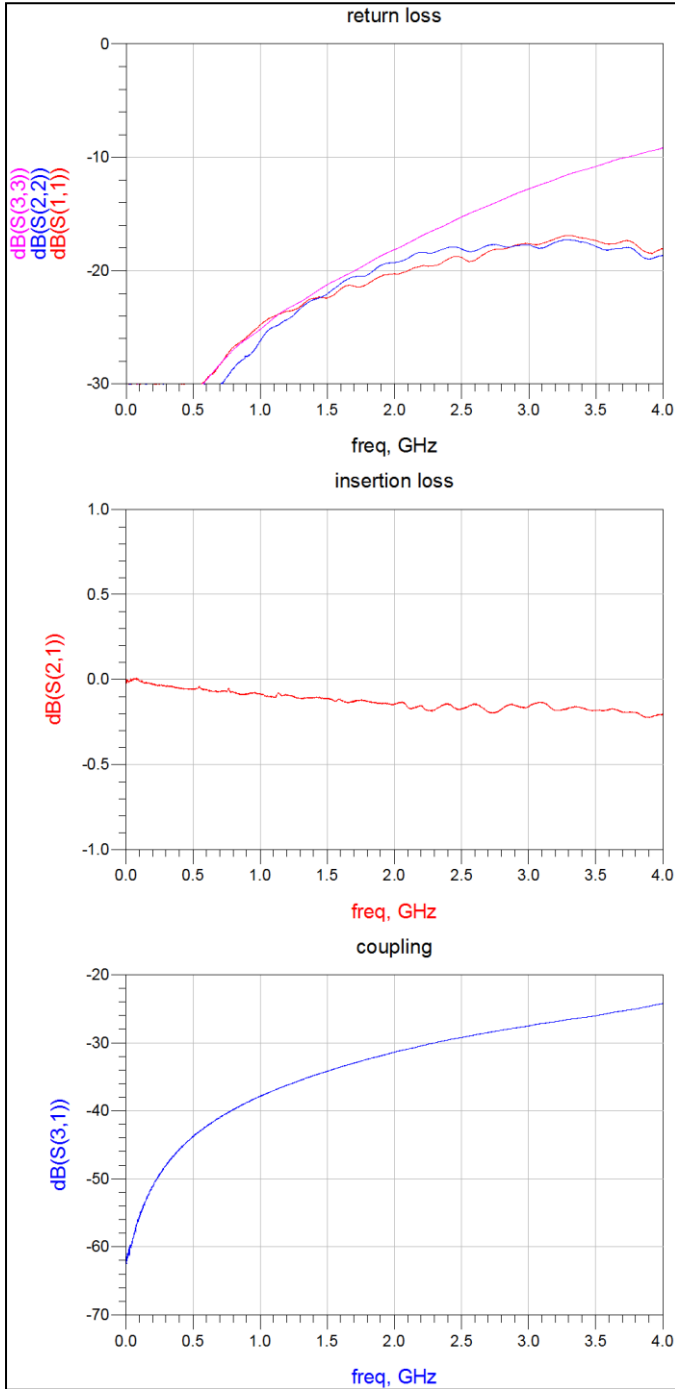 return loss
dB(S(3,3))
dB(S(2,2))
dB(S(1,1))
0
-10
-20
-30
0.0 0.5 1.0 1.5 2.0 2.5 3.0 3.5 4.0
freq, GHz
insertion loss
dB(S(2,1))
1.0
0.5
0.0
-0.5
-1.0
0.0 0.5 1.0 1.5 2.0 2.5 3.0 3.5 4.0
freq, GHz
coupling
dB(S(3,1))
-20
-30
-40
-50
-60
-70
0.0 0.5 1.0 1.5 2.0 2.5 3.0 3.5 4.0
freq, GHz